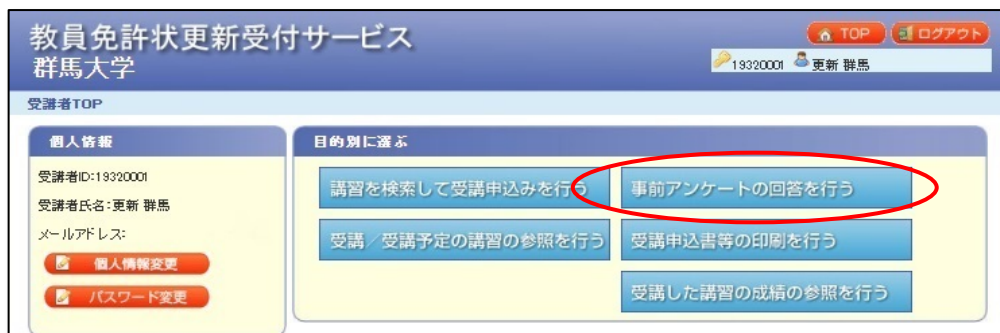 教員免許状更新受付サービス
群馬大学
TOP ログアウト
19320001 更新 群馬
受講者TOP
個人情報
受講者ID:19320001
受講者氏名:更新 群馬
メールアドレス:
個人情報変更
パスワード変更
目的別に選ぶ
講習を検索して受講申込みを行う 事前アンケートの回答を行う
受講/受講予定の講習の参照を行う 受講申込書等の印刷を行う
受講した講習の成績の参照を行う